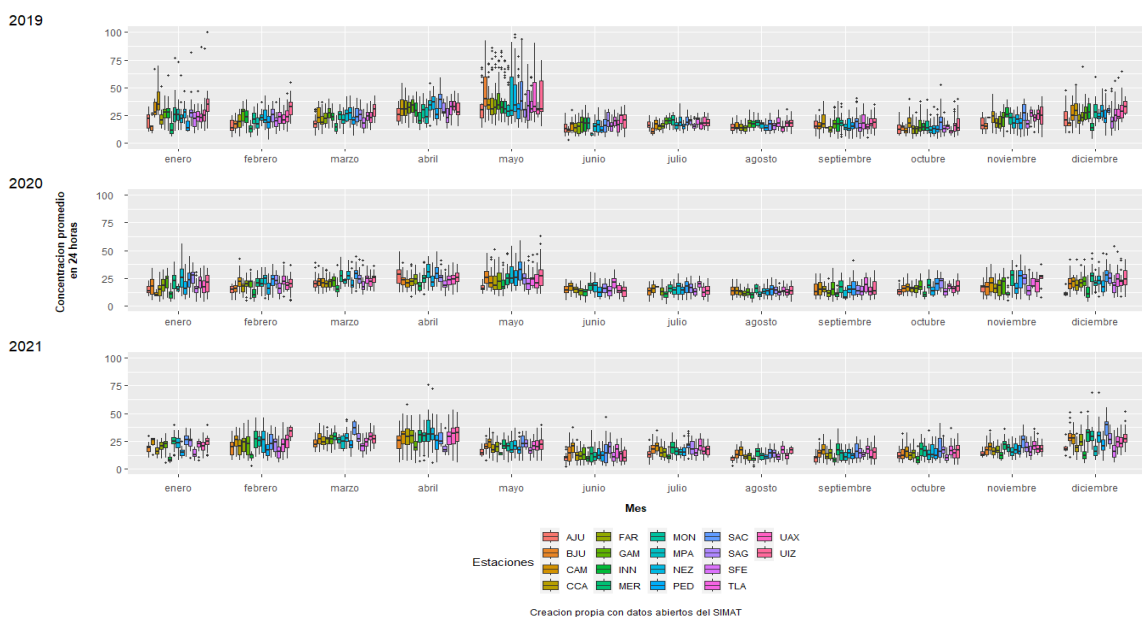 2019
100
75
50
25
0
enero febrero marzo abril mayo junio julio agosto septiembre octubre noviembre diciembre
2020
100
75
50
25
0
enero febrero marzo abril mayo junio julio agosto septiembre octubre noviembre diciembre
Concentracion promedio
en 24 horas
2021
100
75
50
25
0
enero febrero marzo abril mayo junio julio agosto septiembre octubre noviembre diciembre
Mes
Estaciones
AJU FAR MON SAC UAX
BJU GAM MPA SAG UIZ
CAM INN NEZ SFE
CCA MER PED TLA
Creacion propia con datos abiertos del SIMAT